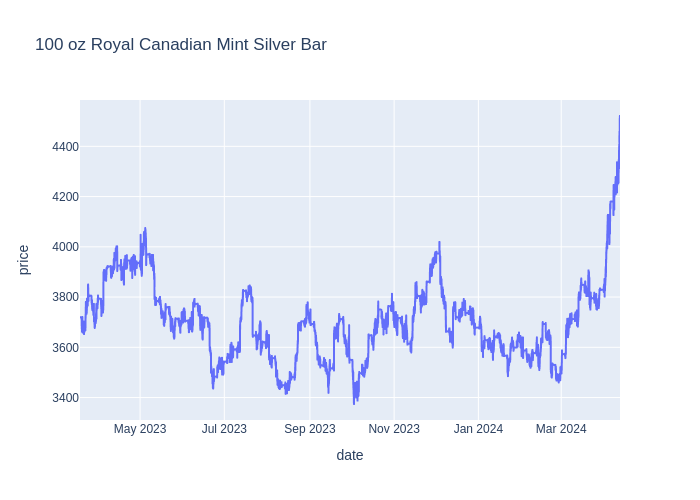 100 oz Royal Canadian Mint Silver Bar
4400
4200
4000
3800
3600
3400
price
May 2023
Jul 2023
Sep 2023
Nov 2023
Jan 2024
Mar 2024
date